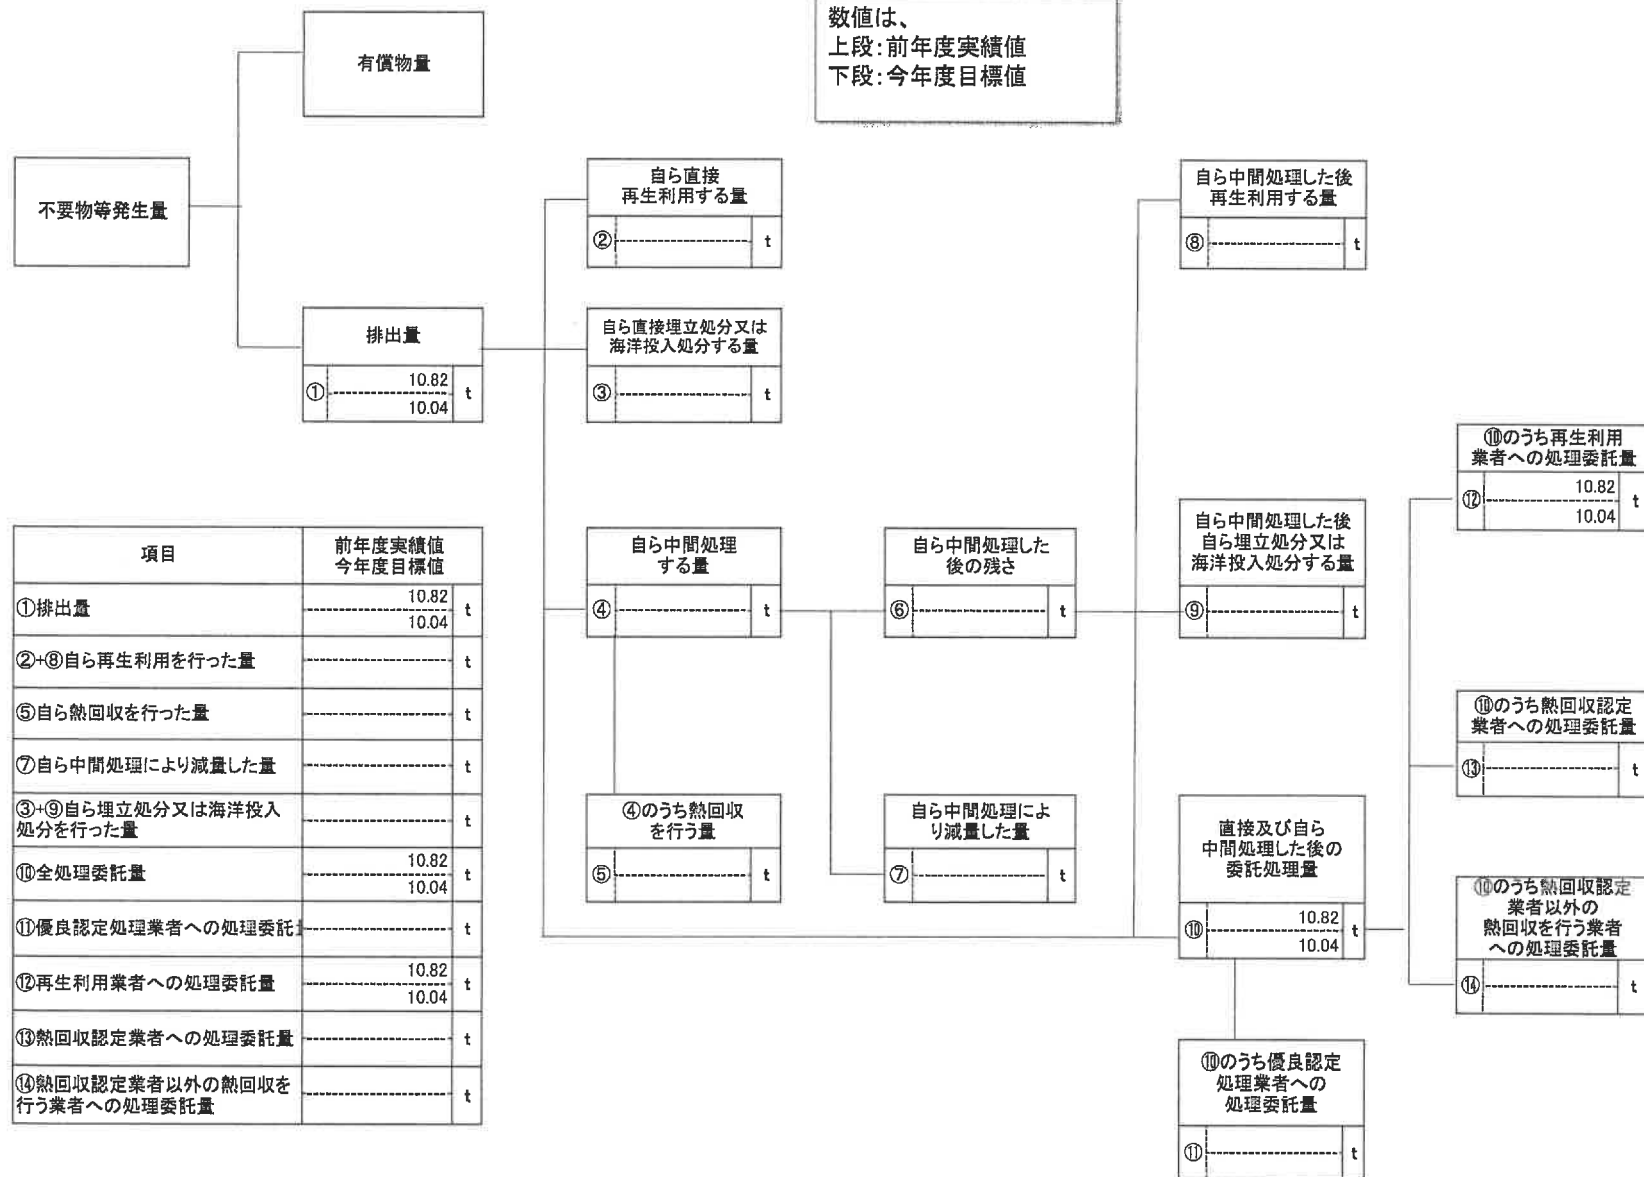 数値は、
上段：前年度実績値
下段：今年度目標値
有償物量
不要物等発生量
排出量
①
10.82
10.04
t
自ら直接
再生利用する量
②
t
自ら直接埋立処分又は
海洋投入処分する量
③
t
自ら中間処理した後
再生利用する量
⑧
t
自ら中間処理
する量
④
t
自ら中間処理した
後の残さ
⑥
t
自ら中間処理した後
自ら埋立処分又は
海洋投入処分する量
⑨
t
④のうち熱回収
を行う量
⑤
t
自ら中間処理によ
り減量した量
⑦
t
直接及び自ら
中間処理した後の
委託処理量
⑩
10.82
10.04
t
⑩のうち優良認定
処理業者への
処理委託量
⑪
t
⑩のうち再生利用
業者への処理委託量
⑫
10.82
10.04
t
⑩のうち熱回収認定
業者への処理委託量
⑬
t
⑩のうち熱回収認定
業者以外の
熱回収を行う業者
への処理委託量
⑭
t
項目
前年度実績値
今年度目標値
①排出量
10.82
10.04
t
②+⑧自ら再生利用を行った量
t
⑤自ら熱回収を行った量
t
⑦自ら中間処理により減量した量
t
③+⑨自ら埋立処分又は海洋投入
処分を行った量
t
⑩全処理委託量
10.82
10.04
t
⑪優良認定処理業者への処理委託
t
⑫再生利用業者への処理委託量
10.82
10.04
t
⑬熱回収認定業者への処理委託量
t
⑭熱回収認定業者以外の熱回収を
行う業者への処理委託量
t